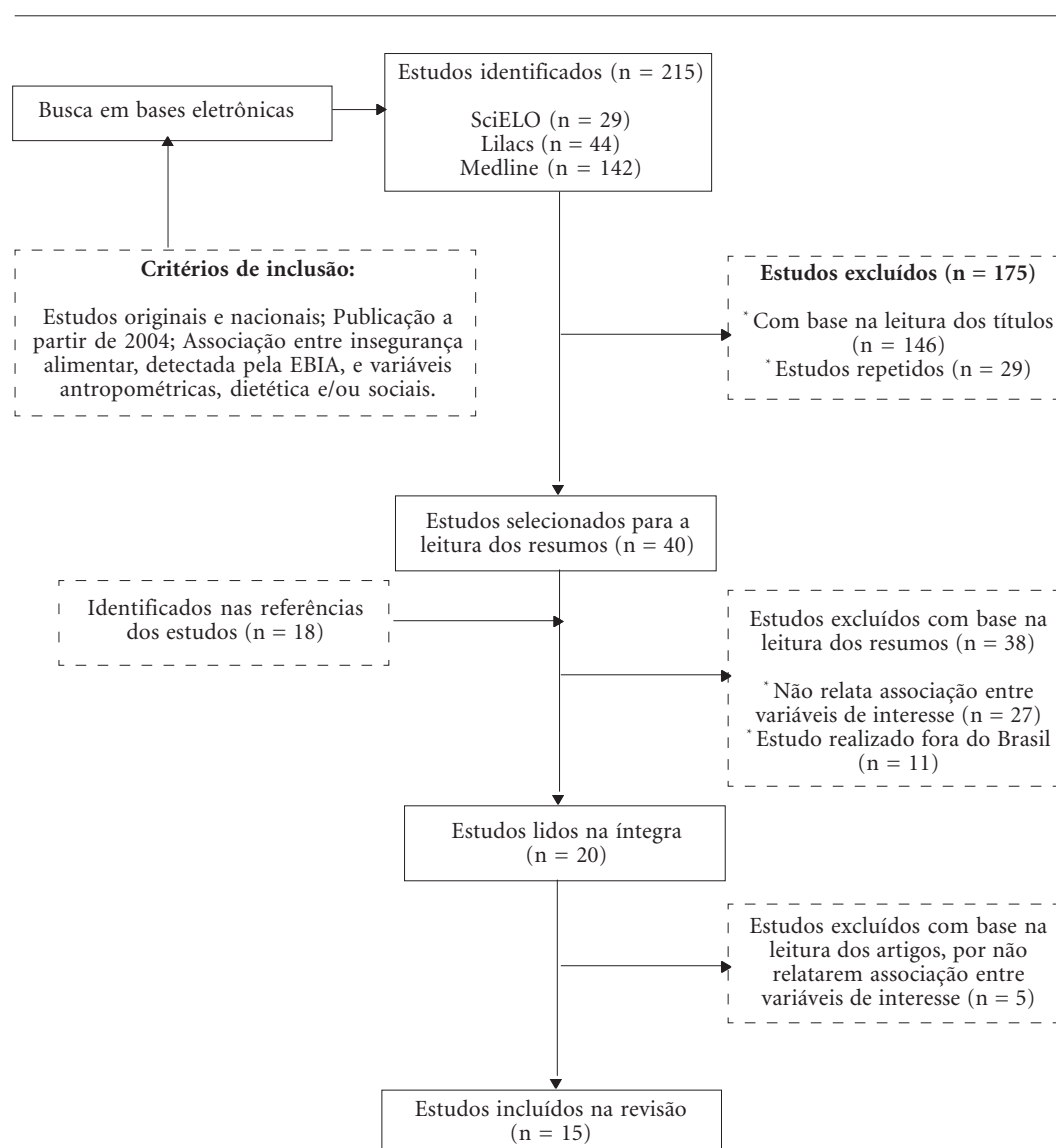 Estudos identificados (n = 215)
SciELO (n = 29)
Lilacs (n = 44)
Medline (n = 142)
Busca em bases eletrônicas
Critérios de inclusão:
Estudos originais e nacionais; Publicação a
partir de 2004; Associação entre insegurança
alimentar, detectada pela EBIA, e variáveis
antropométricas, dietética e/ou sociais.
Estudos excluídos (n = 175)
* Com base na leitura dos títulos
(n = 146)
* Estudos repetidos (n = 29)
Estudos selecionados para a
leitura dos resumos (n = 40)
Identificados nas referências
dos estudos (n = 18)
Estudos excluídos com base na
leitura dos resumos (n = 38)
* Não relata associação entre
variáveis de interesse (n = 27)
* Estudo realizado fora do Brasil
(n = 11)
Estudos lidos na íntegra
(n = 20)
Estudos excluídos com base na
leitura dos artigos, por não
relatarem associação entre
variáveis de interesse (n = 5)
Estudos incluídos na revisão
(n = 15)